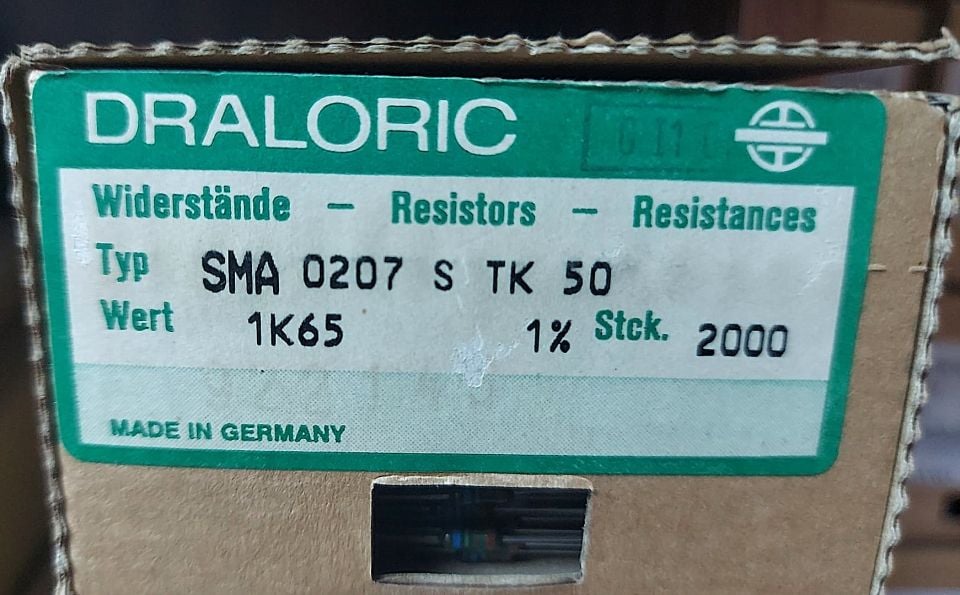 DRALORIC
Widerstände – Resistors – Resistances
Typ SMA 0207 S TK 50
Wert 1K65 1% Stck. 2000
MADE IN GERMANY